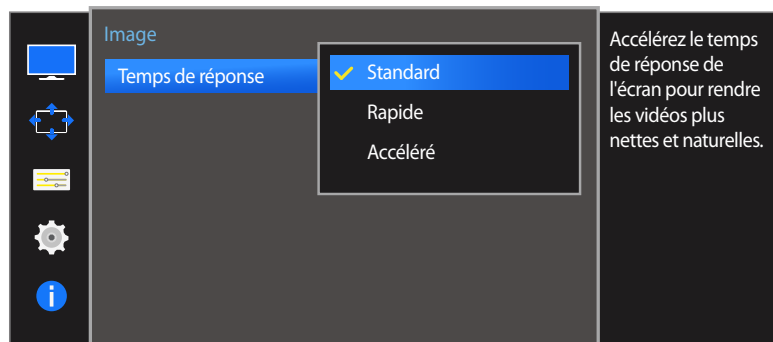 Image
Temps de réponse
Standard
Rapide
Accéléré
Accélérez le temps
de réponse de
l'écran pour rendre
les vidéos plus
nettes et naturelles.
i